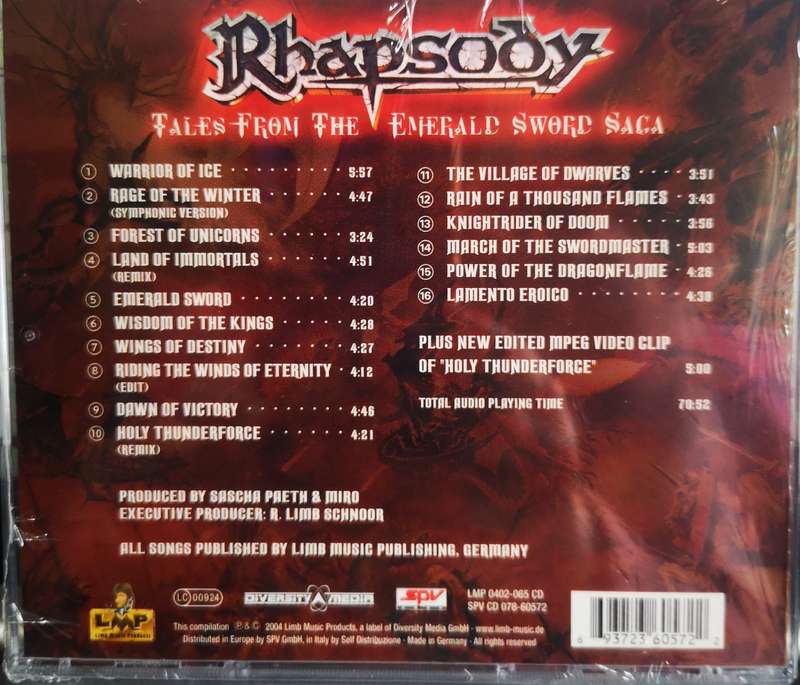 Rhapsody
Tales From The Emerald Sword Saga
1 Warrior of Ice 5:57
2 Rage of the Winter 4:47
(Symphonic Version)
3 Forest of Unicorns 3:24
4 Land of Immortals 4:51
(Remix)
5 Emerald Sword 4:20
6 Wisdom of the Kings 4:28
7 Wings of Destiny 4:27
8 Riding the Winds of Eternity 4:12
(Edit)
9 Dawn of Victory 4:46
10 Holy Thunderforce 4:21
(Remix)
11 The Village of Dwarves 3:51
12 Rain of a Thousand Flames 3:43
13 Knightrider of Doom 3:56
14 March of the Swordmaster 5:03
15 Power of the Dragonflame 4:26
16 Lamento Eroico 4:38
Plus new edited MPEG video clip
of "Holy Thunderforce" 5:00
Total audio playing time 70:52
Produced by Sascha Paeth & Miro
Executive Producer: R. Limb Schnoor
All songs published by Limb Music Publishing, Germany
LMP
Limb Music Products
LC 00924
Diversity Media
SPV
LMP 0402-065 CD
SPV CD 078-60572
This compilation ℗ & © 2004 Limb Music Products, a label of Diversity Media GmbH · www.limb-music.de
Distributed in Europe by SPV GmbH, in Italy by Self Distribuzione · Made in Germany · All rights reserved
6 93723 60572 2